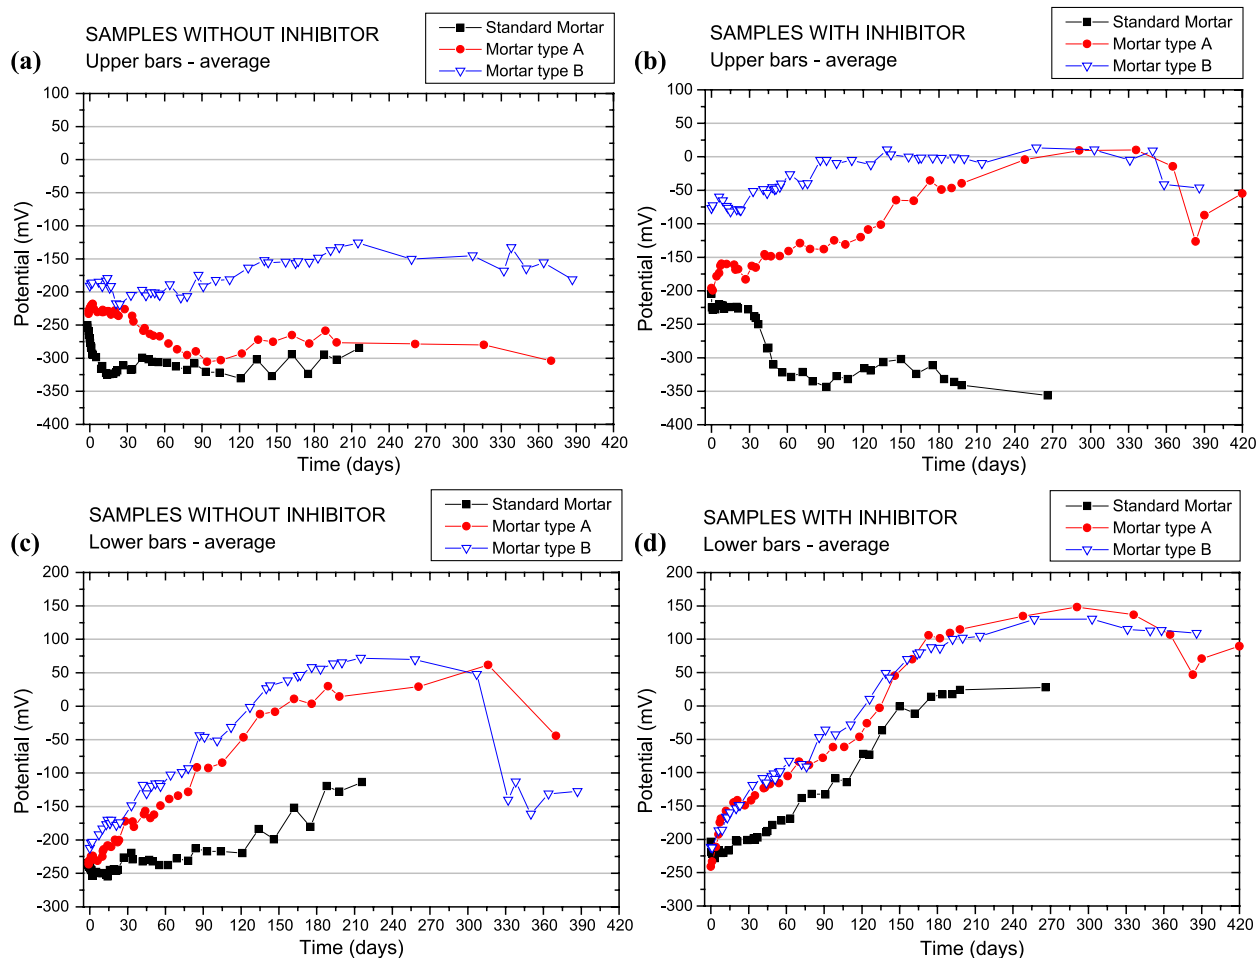 (a)
SAMPLES WITHOUT INHIBITOR
Upper bars - average
Standard Mortar
Mortar type A
Mortar type B
100
50
0
-50
-100
-150
-200
-250
-300
-350
-400
Potential (mV)
0 30 60 90 120 150 180 210 240 270 300 330 360 390 420
Time (days)
(b)
SAMPLES WITH INHIBITOR
Upper bars - average
Standard Mortar
Mortar type A
Mortar type B
100
50
0
-50
-100
-150
-200
-250
-300
-350
-400
Potential (mV)
0 30 60 90 120 150 180 210 240 270 300 330 360 390 420
Time (days)
(c)
SAMPLES WITHOUT INHIBITOR
Lower bars - average
Standard Mortar
Mortar type A
Mortar type B
200
150
100
50
0
-50
-100
-150
-200
-250
-300
Potential (mV)
0 30 60 90 120 150 180 210 240 270 300 330 360 390 420
Time (days)
(d)
SAMPLES WITH INHIBITOR
Lower bars - average
Standard Mortar
Mortar type A
Mortar type B
200
150
100
50
0
-50
-100
-150
-200
-250
-300
Potential (mV)
0 30 60 90 120 150 180 210 240 270 300 330 360 390 420
Time (days)